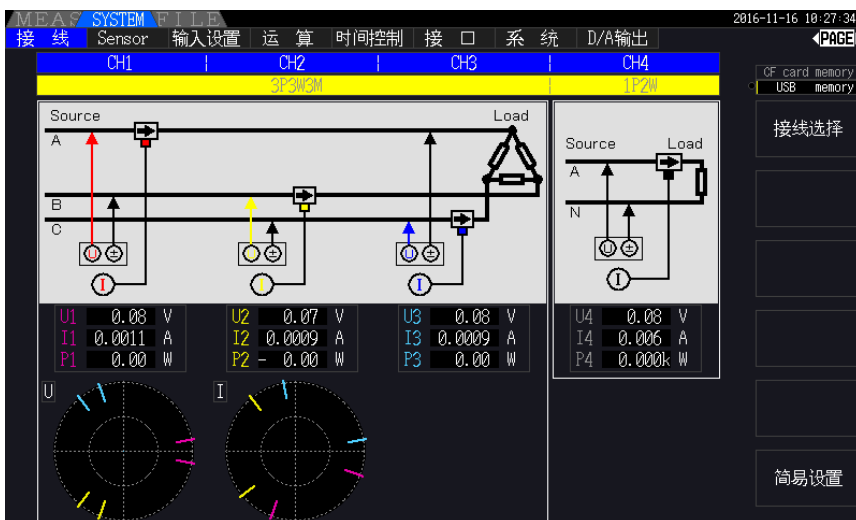 MEAS SYSTEM FILE 2016-11-16 10:27:34
接 线 Sensor 输入设置 运 算 时间控制 接 口 系 统 D/A输出 PAGE
CH1 CH2 CH3 CH4
3P3W3M 1P2W
CF card memory
USB memory
接线选择
Source Load
A
B
C
U ± U ± U ±
I I I
Source Load
A
N
U ±
I
U1 0.08 V U2 0.07 V U3 0.08 V U4 0.08 V
I1 0.0011 A I2 0.0009 A I3 0.0009 A I4 0.006 A
P1 0.00 W P2 - 0.00 W P3 0.00 W P4 0.000k W
U I
简易设置